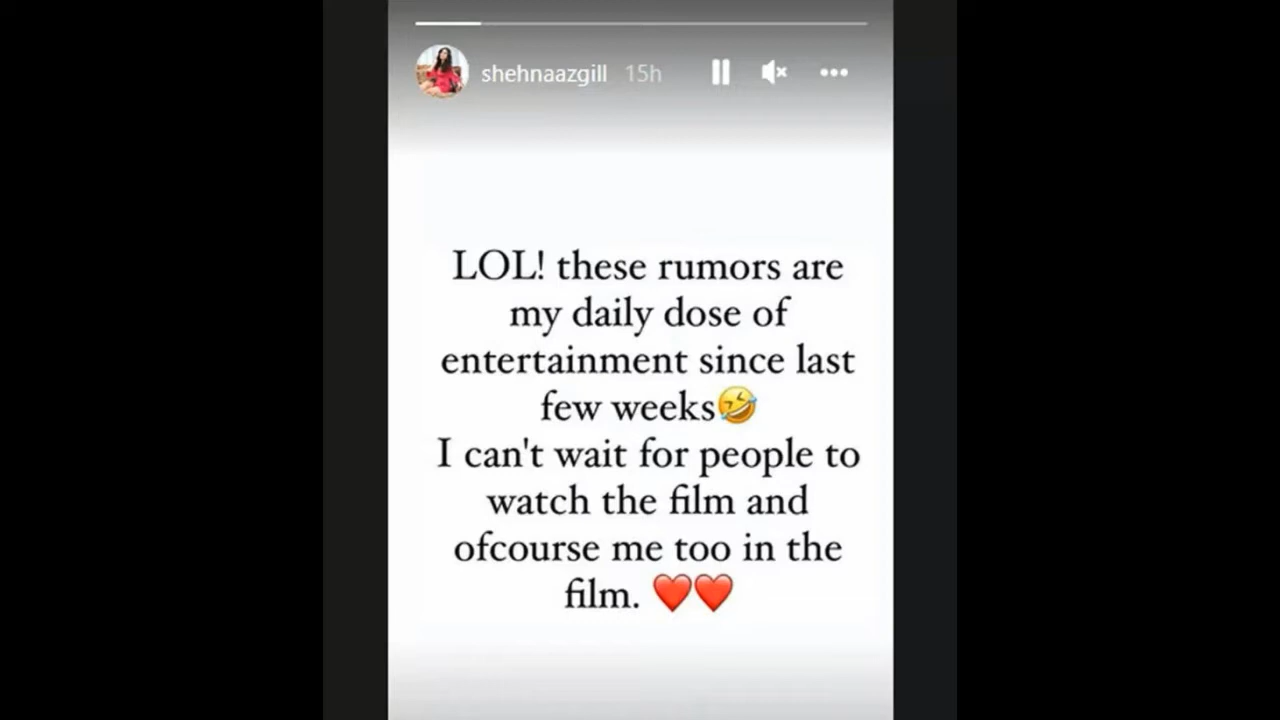 shehnaazgill 15h
LOL! these rumors are
my daily dose of
entertainment since last
few weeks🤣
I can't wait for people to
watch the film and
ofcourse me too in the
film. ❤️❤️